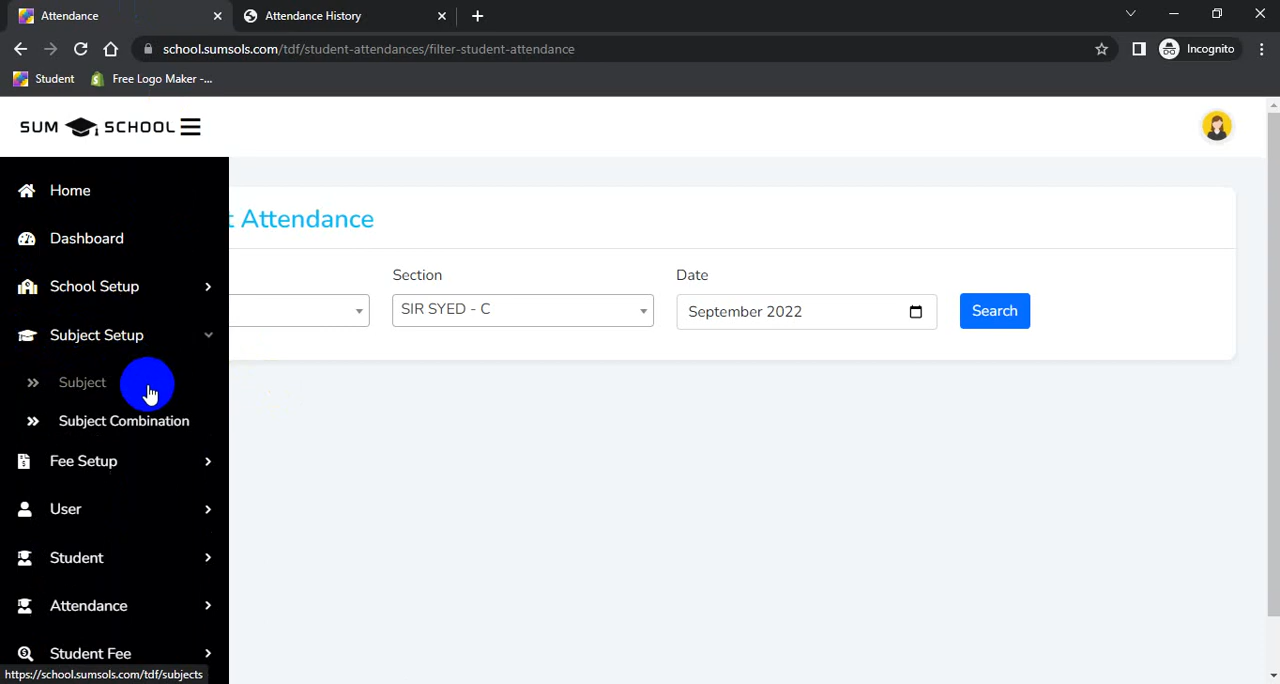 Attendance
Attendance History
school.sumsols.com/tdf/student-attendances/filter-student-attendance
Incognito
Student
Free Logo Maker -...
SUM SCHOOL
Home
Dashboard
School Setup
Subject Setup
Subject
Subject Combination
Fee Setup
User
Student
Attendance
Student Fee
t Attendance
Section
Date
SIR SYED - C
September 2022
Search
https://school.sumsols.com/tdf/subjects